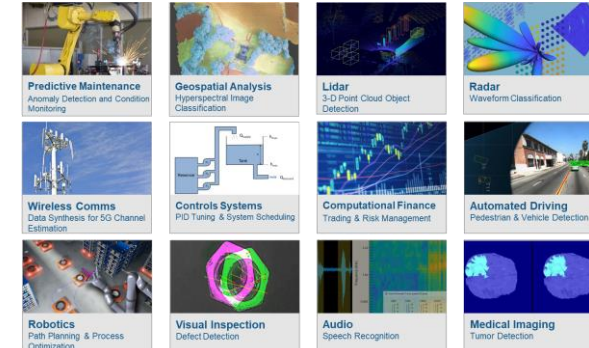 Predictive Maintenance
Anomaly Detection and Condition
Monitoring
Geospatial Analysis
Hyperspectral Image
Classification
Lidar
3-D Point Cloud Object
Detection
Radar
Waveform Classification
Wireless Comms
Data Synthesis for 5G Channel
Estimation
Controls Systems
PID Tuning & System Scheduling
Computational Finance
Trading & Risk Management
Automated Driving
Pedestrian & Vehicle Detection
Robotics
Path Planning & Process
Optimization
Visual Inspection
Defect Detection
Audio
Speech Recognition
Medical Imaging
Tumor Detection